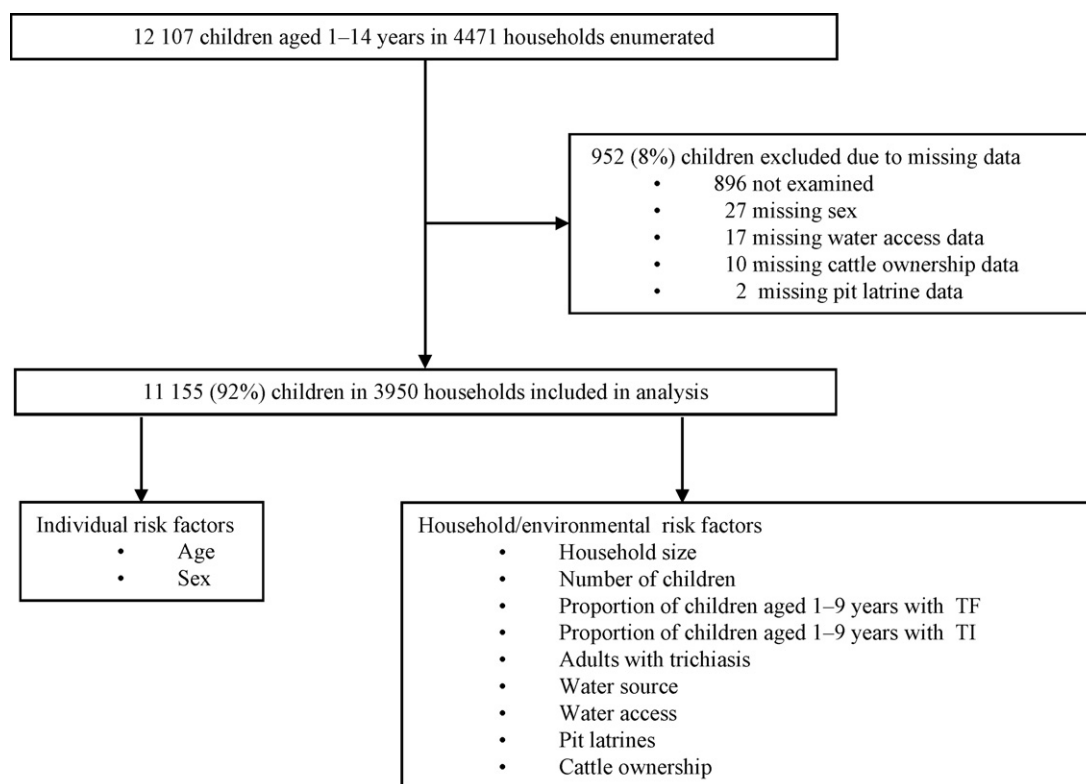 12 107 children aged 1–14 years in 4471 households enumerated
952 (8%) children excluded due to missing data
• 896 not examined
• 27 missing sex
• 17 missing water access data
• 10 missing cattle ownership data
• 2 missing pit latrine data
11 155 (92%) children in 3950 households included in analysis
Individual risk factors
• Age
• Sex
Household/environmental risk factors
• Household size
• Number of children
• Proportion of children aged 1–9 years with TF
• Proportion of children aged 1–9 years with TI
• Adults with trichiasis
• Water source
• Water access
• Pit latrines
• Cattle ownership